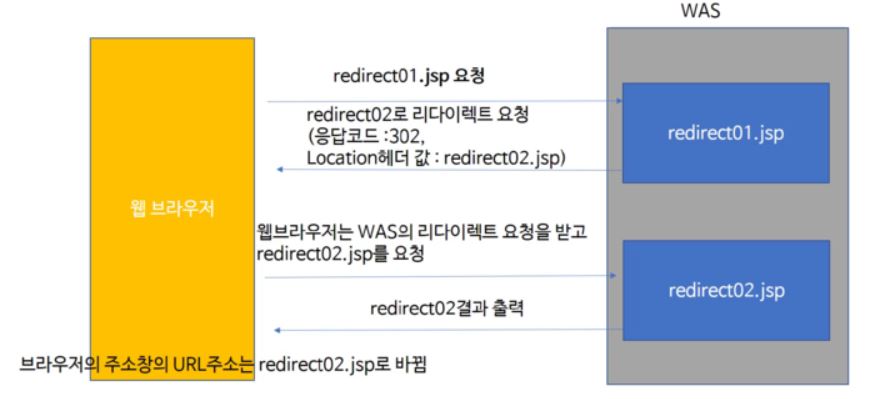 WAS
redirect01.jsp 요청
redirect02로 리다이렉트 요청
(응답코드 :302,
Location헤더 값 : redirect02.jsp)
redirect01.jsp
웹 브라우저
웹브라우저는 WAS의 리다이렉트 요청을 받고
redirect02.jsp를 요청
redirect02.jsp
redirect02결과 출력
브라우저의 주소창의 URL주소는 redirect02.jsp로 바뀜